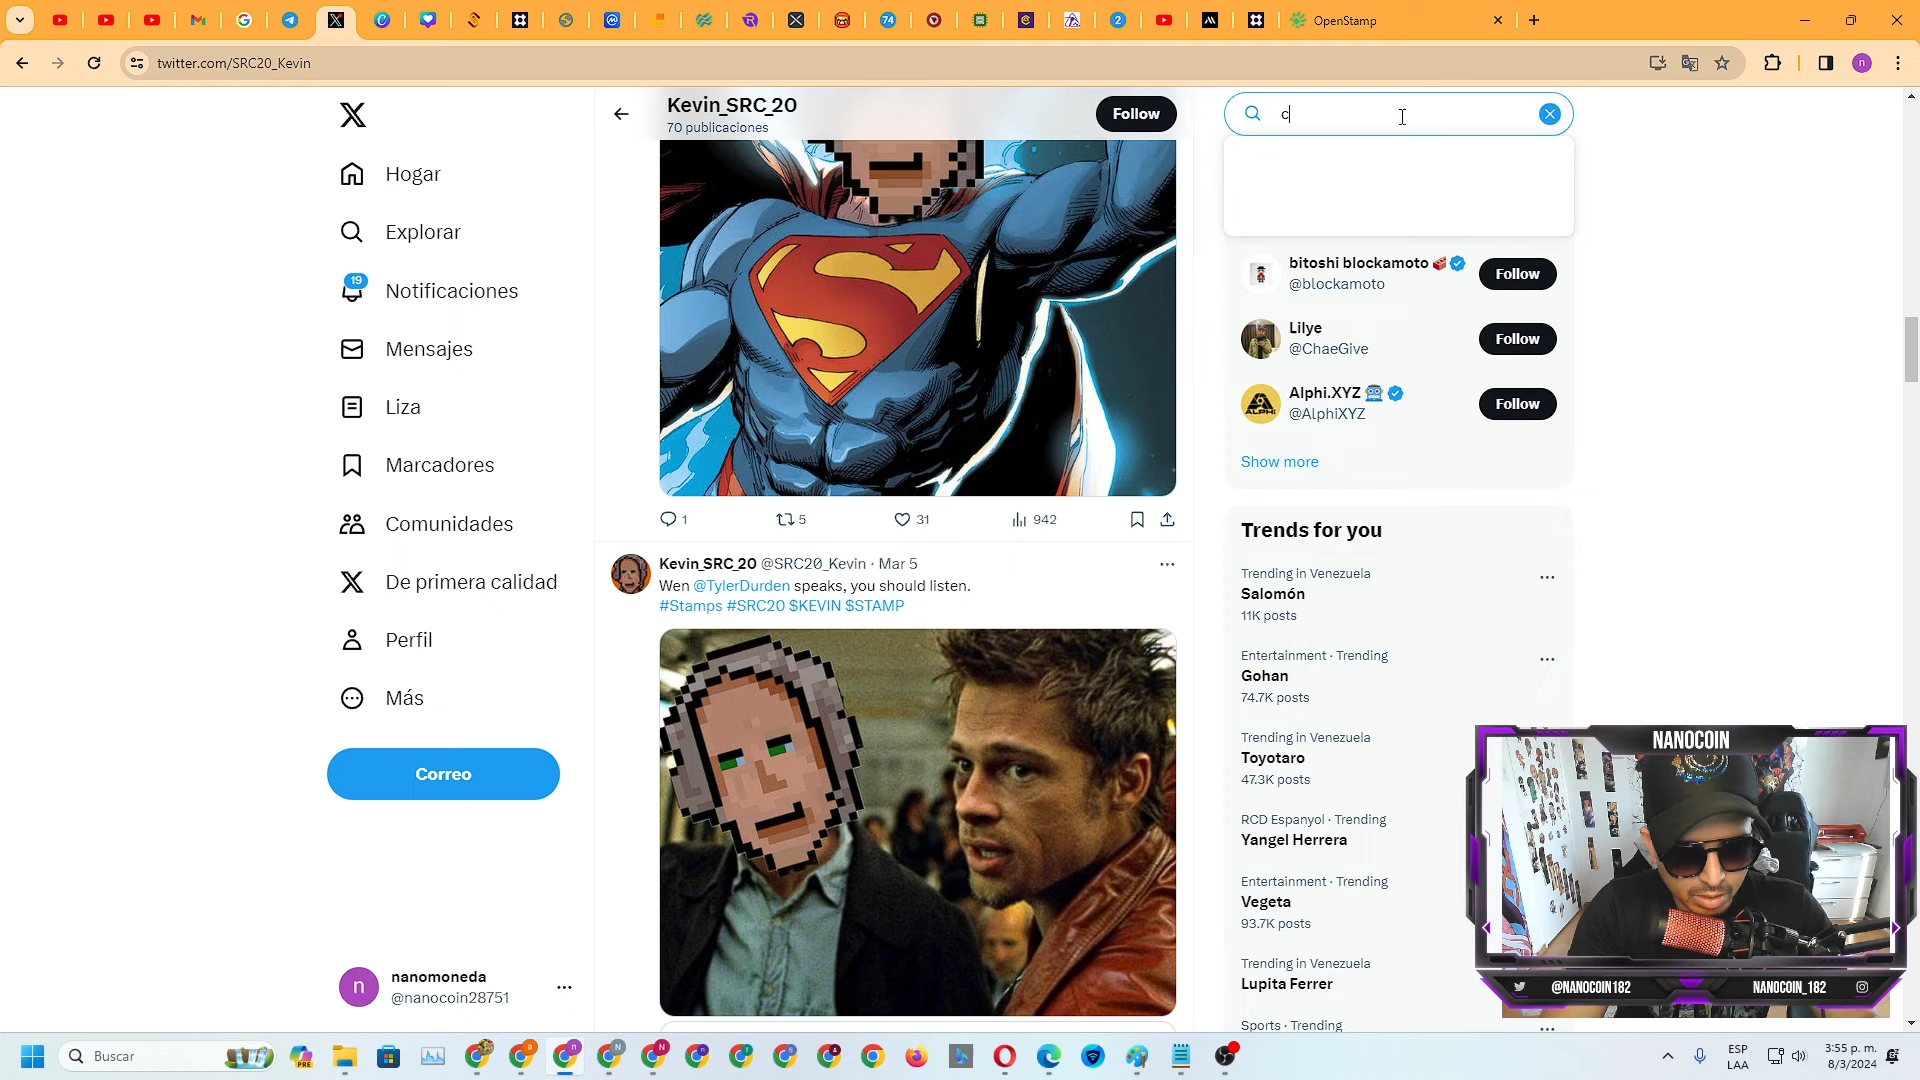 74
2
OpenStamp
twitter.com/SRC20_Kevin
n
Hogar
Explorar
19
Notificaciones
Mensajes
Liza
Marcadores
Comunidades
De primera calidad
Perfil
Más
Correo
n
nanomoneda
@nanocoin28751
Kevin_SRC_20
70 publicaciones
Follow
1
5
31
942
Kevin_SRC_20 @SRC20_Kevin · Mar 5
Wen @TylerDurden speaks, you should listen.
#Stamps #SRC20 $KEVIN $STAMP
c
bitoshi blockamoto
@blockamoto
Follow
Lilye
@ChaeGive
Follow
ALPHI
Alphi.XYZ
@AlphiXYZ
Follow
Show more
Trends for you
Trending in Venezuela
Salomón
11K posts
Entertainment · Trending
Gohan
74.7K posts
Trending in Venezuela
Toyotaro
47.3K posts
RCD Espanyol · Trending
Yangel Herrera
Entertainment · Trending
Vegeta
93.7K posts
Trending in Venezuela
Lupita Ferrer
Sports · Trending
NANOCOIN
@NANOCOIN182
NANOCOIN_182
Buscar
PRE
ESP
LAA
3:55 p. m.
8/3/2024